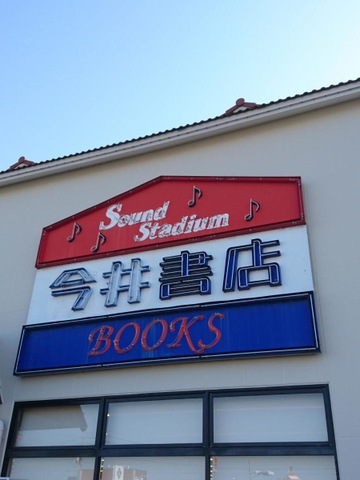 Sound
Stadium
今井書店
BOOKS